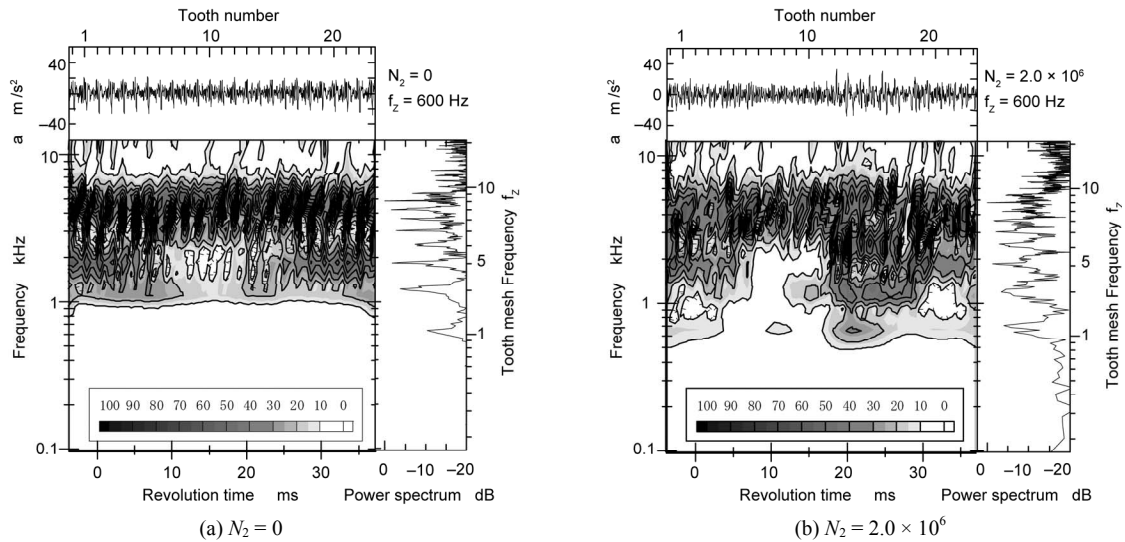 Tooth number
1 10 20
40
0
−40
a m /s²
N₂ = 0
f_Z = 600 Hz
10
1
0.1
Frequency kHz
10
5
1
Tooth mesh Frequency f_Z
100 90 80 70 60 50 40 30 20 10 0
0 10 20 30
0 −10 −20
Revolution time ms
Power spectrum dB
(a) N₂ = 0
Tooth number
1 10 20
40
0
−40
a m /s²
N₂ = 2.0 × 10⁶
f_Z = 600 Hz
10
1
0.1
Frequency kHz
10
5
1
Tooth mesh Frequency f_Z
100 90 80 70 60 50 40 30 20 10 0
0 10 20 30
0 −10 −20
Revolution time ms
Power spectrum dB
(b) N₂ = 2.0 × 10⁶